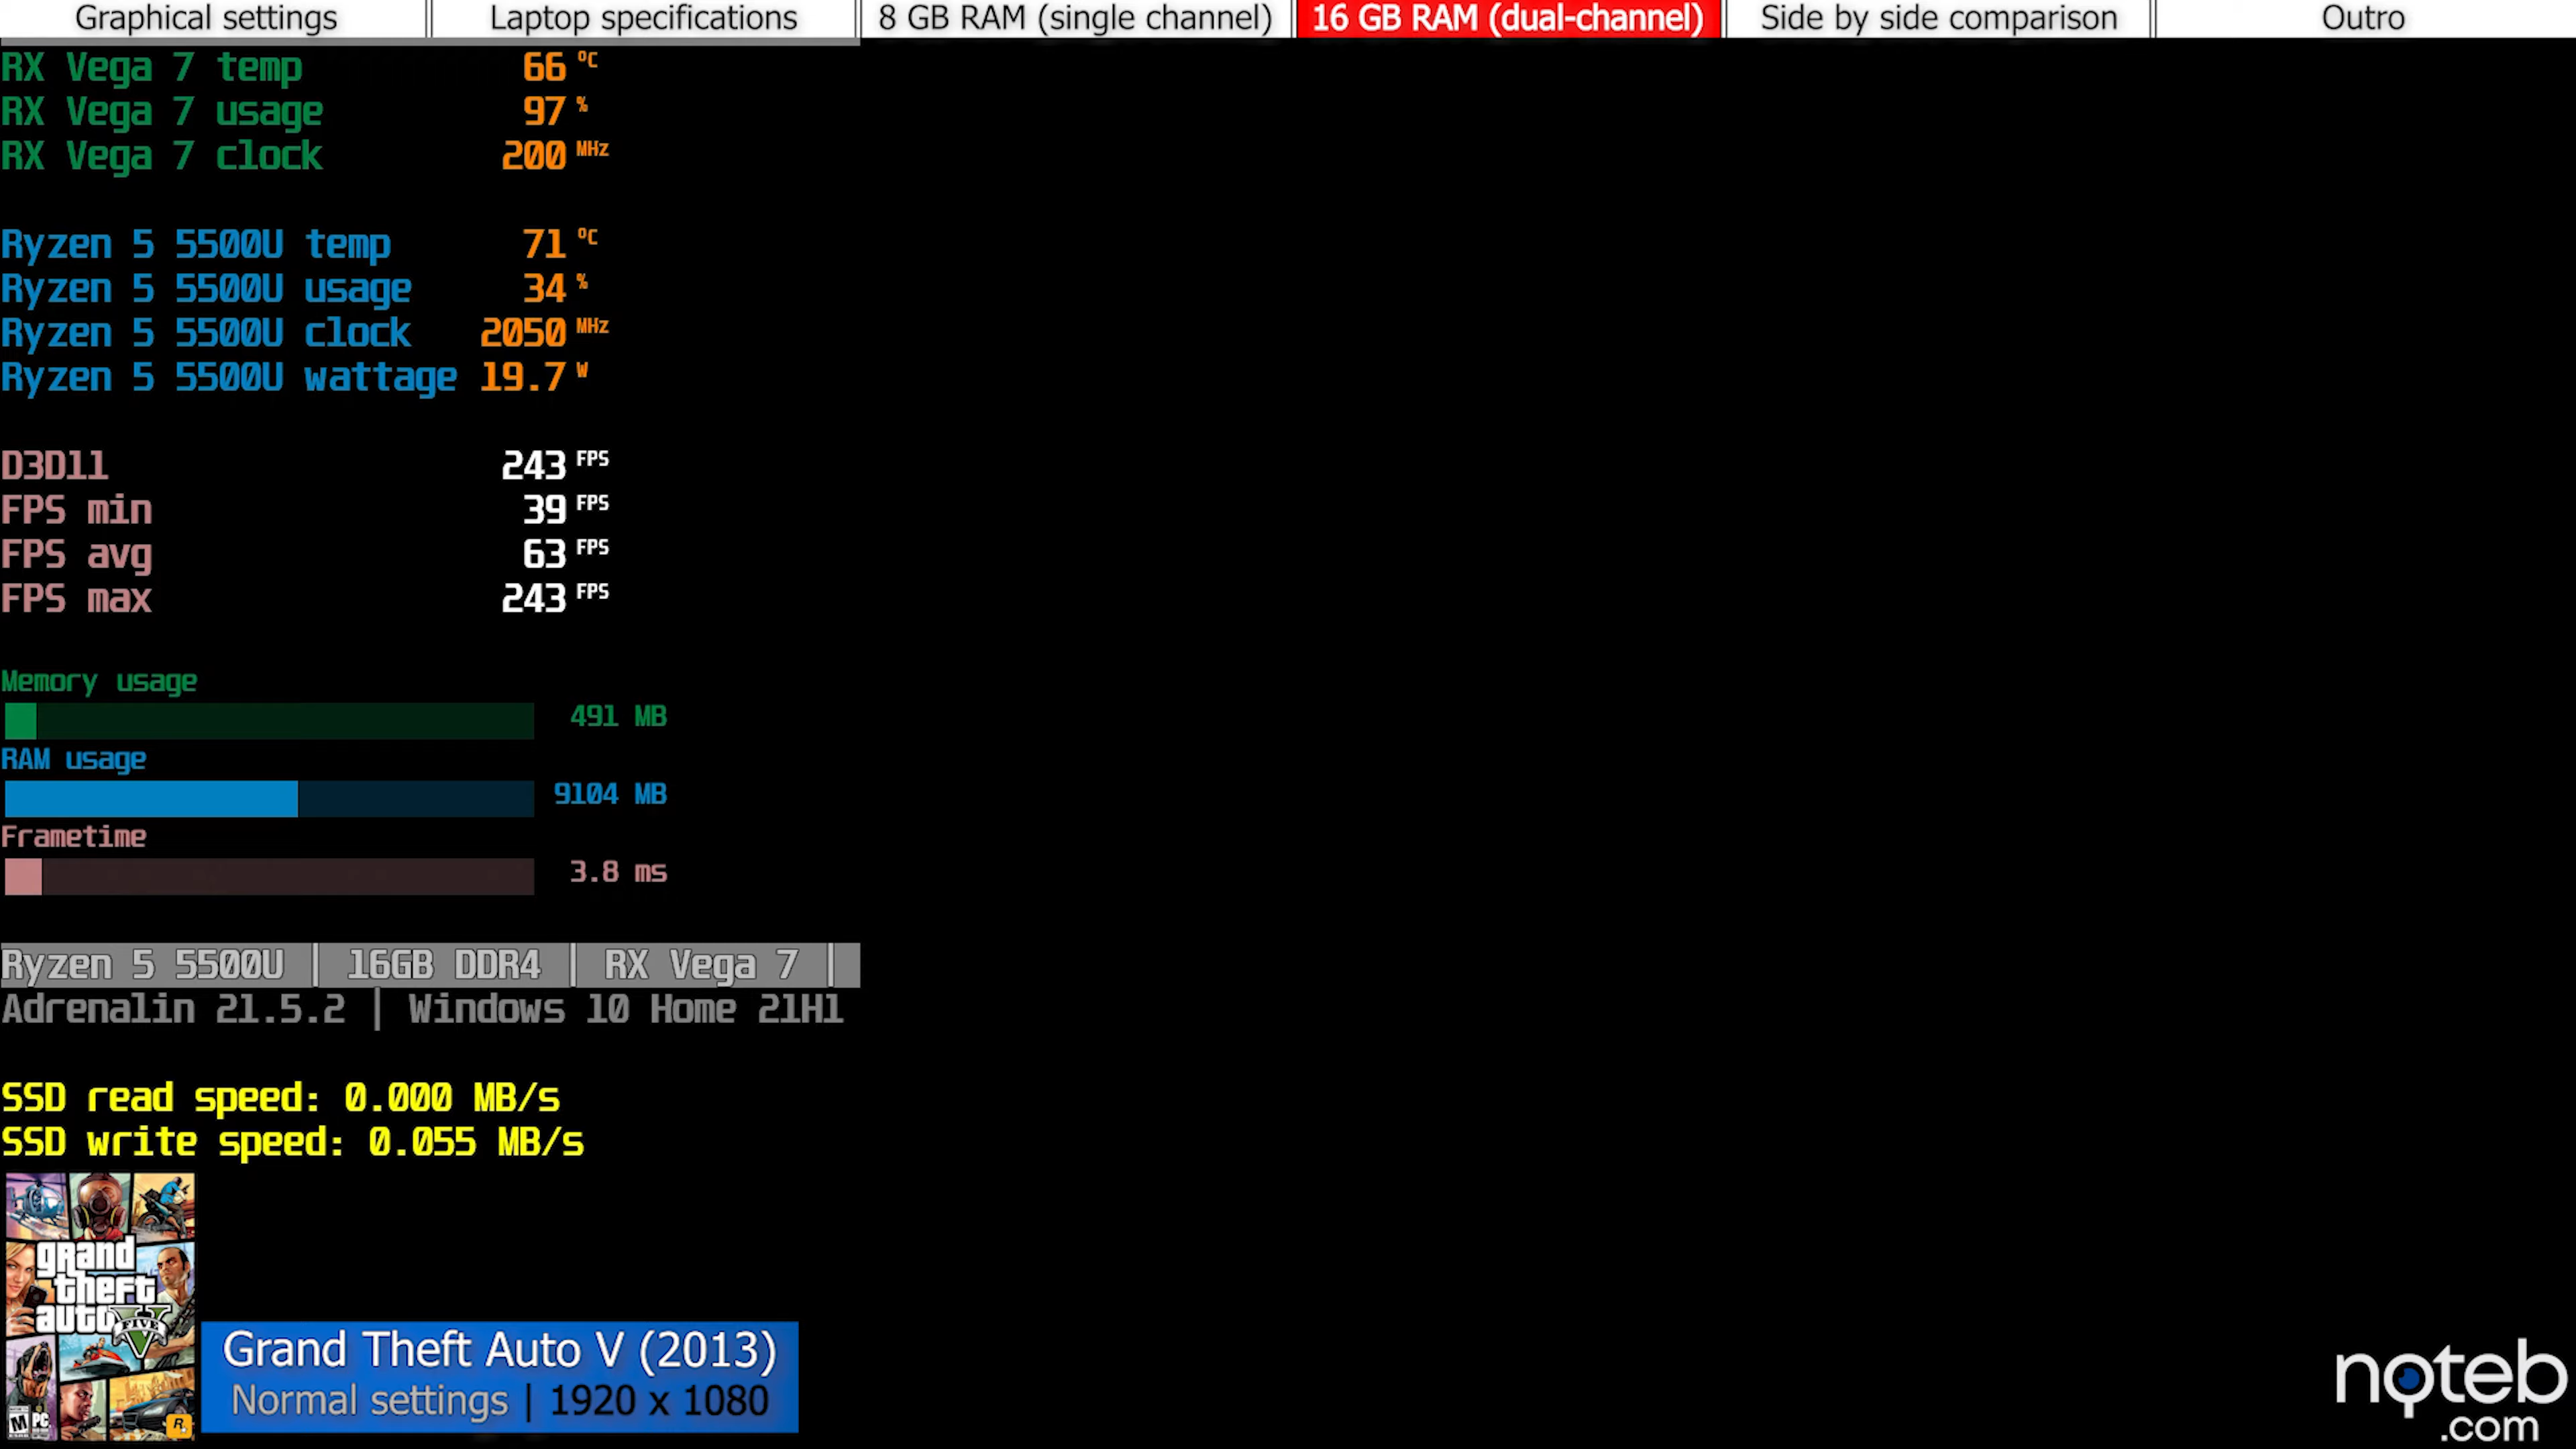 Graphical settings
Laptop specifications
8 GB RAM (single channel)
16 GB RAM (dual-channel)
Side by side comparison
Outro
RX Vega 7 temp 66 °C
RX Vega 7 usage 97 %
RX Vega 7 clock 200 MHz
Ryzen 5 5500U temp 71 °C
Ryzen 5 5500U usage 34 %
Ryzen 5 5500U clock 2050 MHz
Ryzen 5 5500U wattage 19.7 W
D3D11 243 FPS
FPS min 39 FPS
FPS avg 63 FPS
FPS max 243 FPS
Memory usage
491 MB
RAM usage
9104 MB
Frametime
3.8 ms
Ryzen 5 5500U | 16GB DDR4 | RX Vega 7 |
Adrenalin 21.5.2 | Windows 10 Home 21H1
SSD read speed: 0.000 MB/s
SSD write speed: 0.055 MB/s
grand
theft
auto V
FIVE
M PC
R
Grand Theft Auto V (2013)
Normal settings | 1920 x 1080
noteb
.com